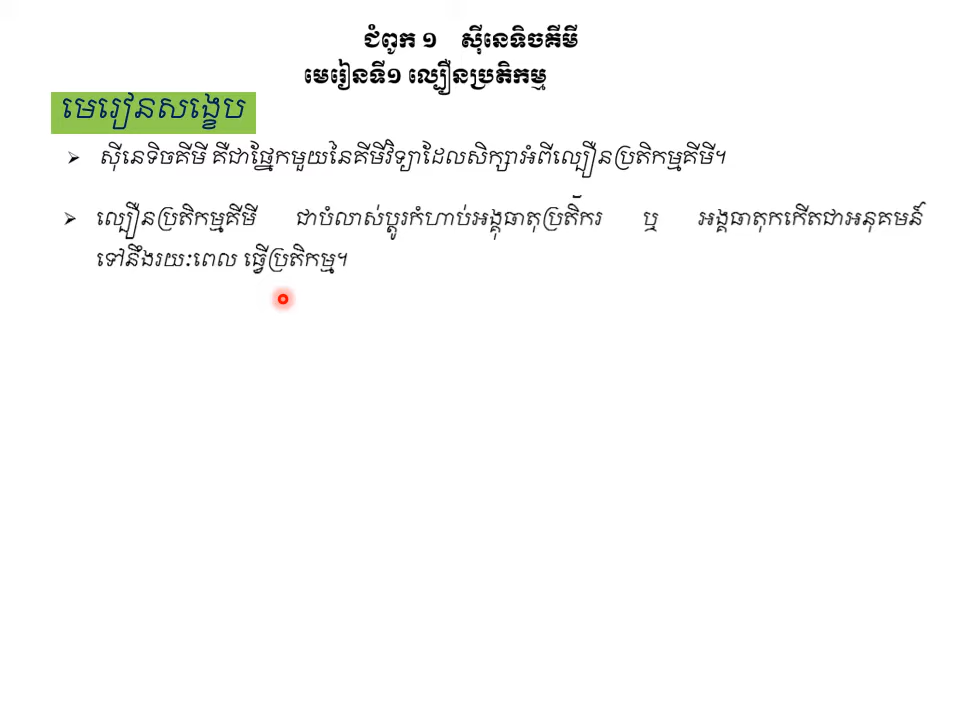 ជំពូក ១ ស៊ីនេទិចគីមី
មេរៀនទី១ ល្បឿនប្រតិកម្ម
មេរៀនសង្ខេប
ស៊ីនេទិចគីមី គឺជាផ្នែកមួយនៃគីមីវិទ្យាដែលសិក្សាអំពីល្បឿនប្រតិកម្មគីមី។
ល្បឿនប្រតិកម្មគីមី ជាបំលាស់ប្តូរកំហាប់អង្គធាតុប្រតិករ ឬ អង្គធាតុកកើតជាអនុគមន៍
ទៅនឹងរយៈពេល ធ្វើប្រតិកម្ម។